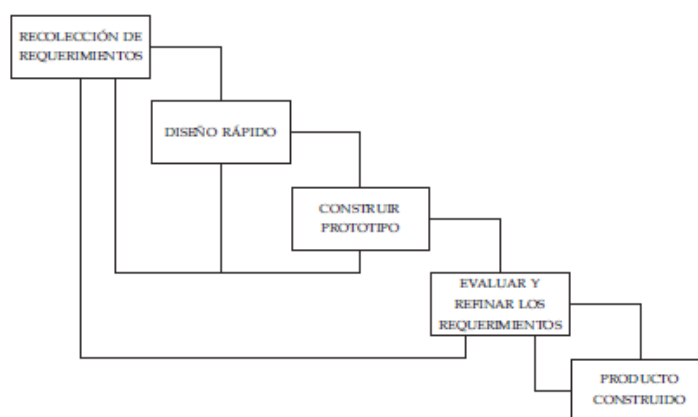 RECOLECCIÓN DE
REQUERIMIENTOS
DISEÑO RÁPIDO
CONSTRUIR
PROTOTIPO
EVALUAR Y
REFINAR LOS
REQUERIMIENTOS
PRODUCTO
CONSTRUIDO